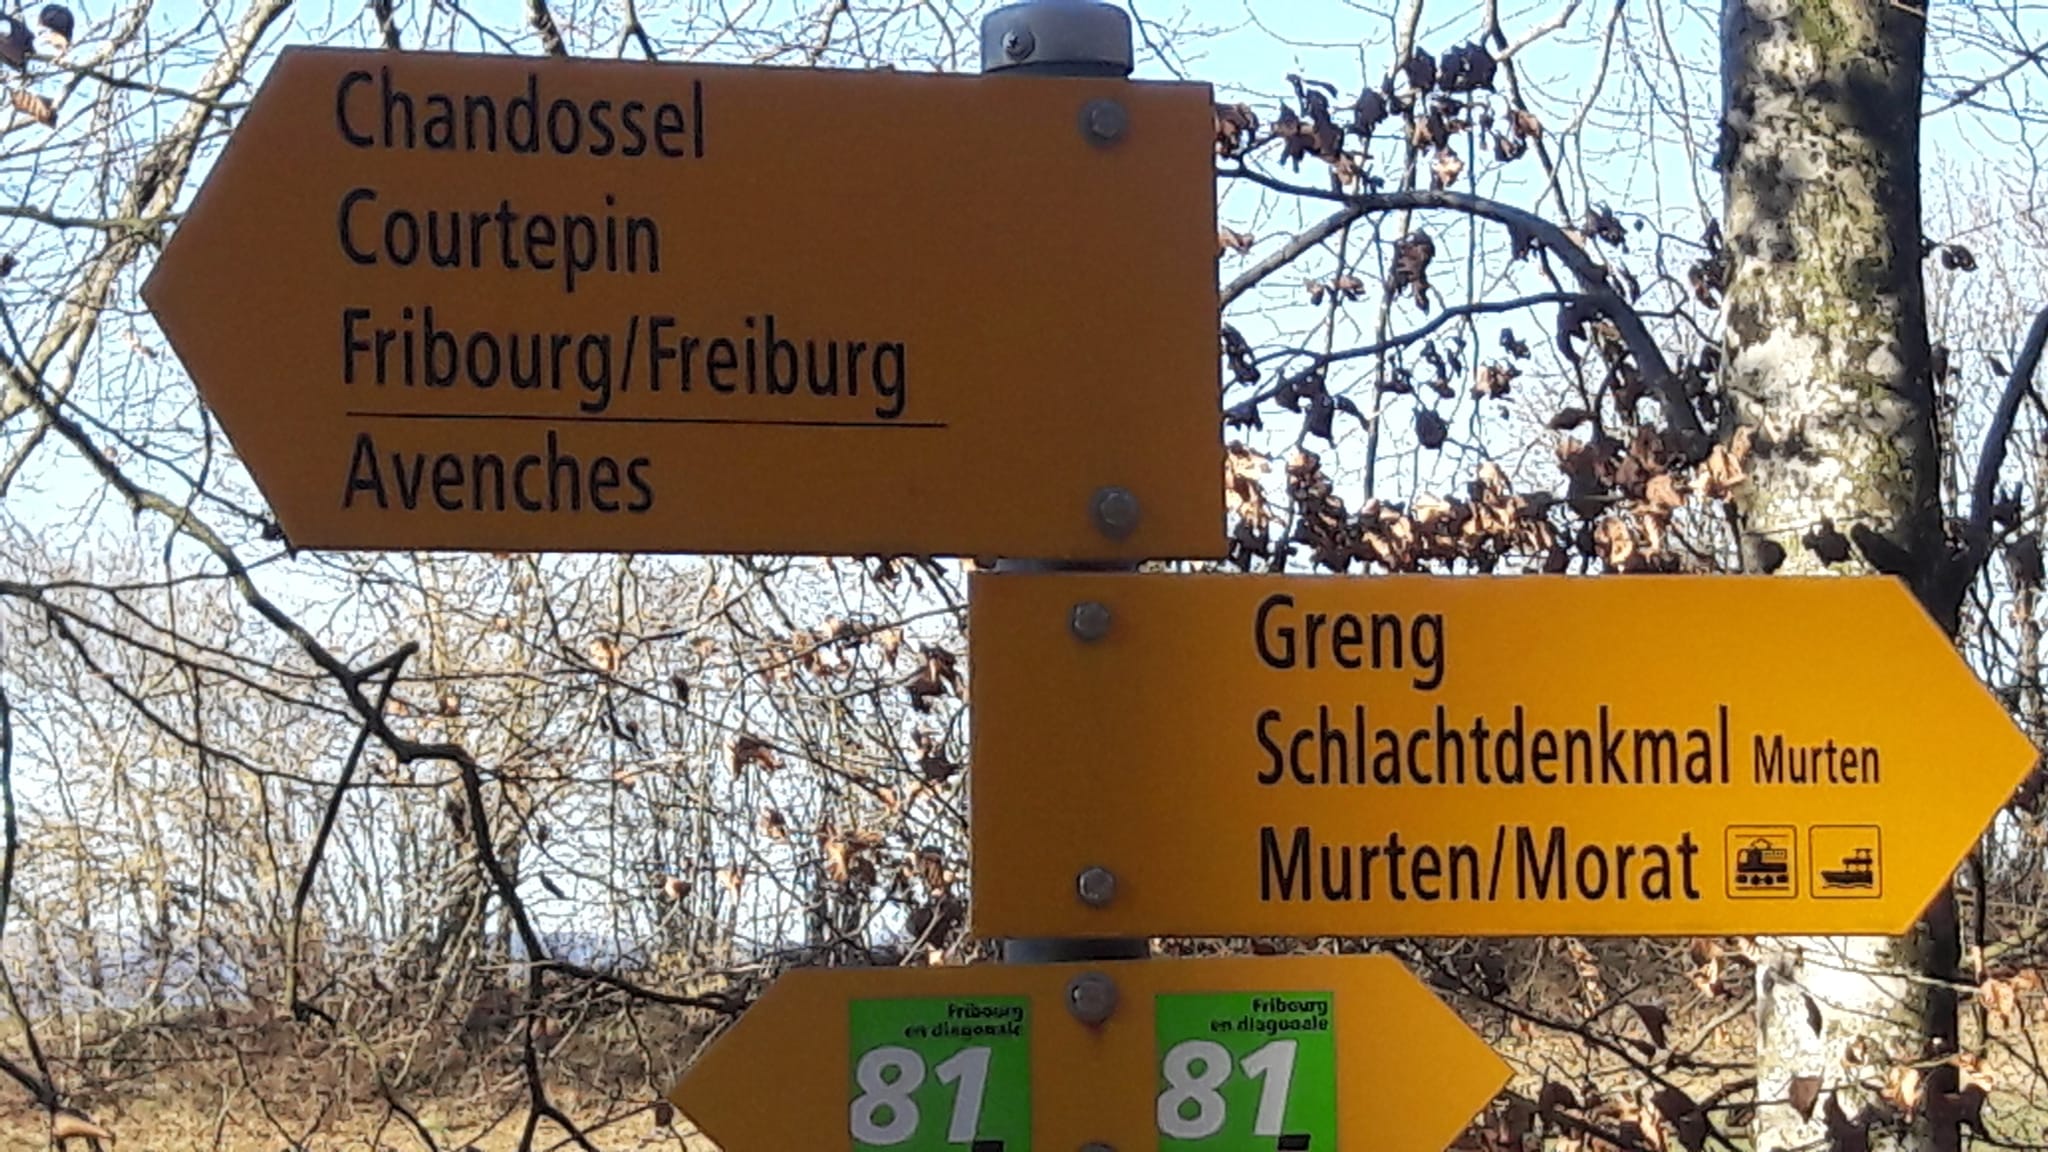 Chandossel
Courtepin
Fribourg/Freiburg
Avenches
Greng
Schlachtdenkmal Murten
Murten/Morat
Fribourg
en diagonale
81
Fribourg
en diagonale
81